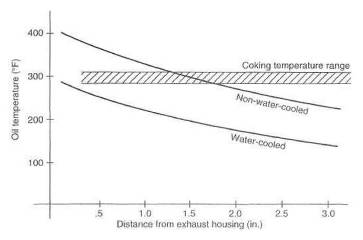 400
Coking temperature range
300
Non-water-cooled
Oil temperature (°F)
200
Water-cooled
100
.5 1.0 1.5 2.0 2.5 3.0
Distance from exhaust housing (in.)